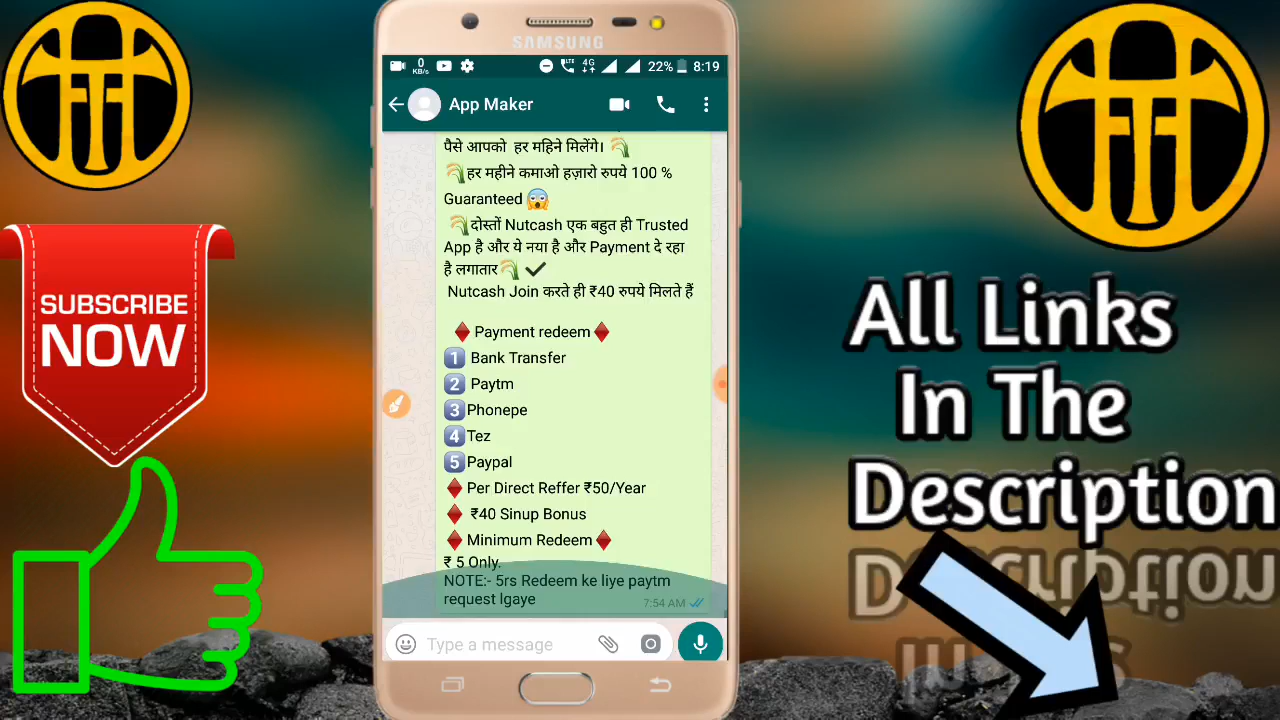 SAMSUNG
0
KB/s
LTE
4G
22%
8:19
App Maker
पैसे आपको हर महिने मिलेंगे।
हर महीने कमाओ हज़ारो रुपये 100 %
Guaranteed
दोस्तों Nutcash एक बहुत ही Trusted
App है और ये नया है और Payment दे रहा
है लगातार
Nutcash Join करते ही ₹40 रुपये मिलते हैं
Payment redeem
1 Bank Transfer
2 Paytm
3 Phonepe
4 Tez
5 Paypal
Per Direct Reffer ₹50/Year
₹40 Sinup Bonus
Minimum Redeem
₹ 5 Only.
NOTE:- 5rs Redeem ke liye paytm
request lgaye
7:54 AM
Type a message
SUBSCRIBE
NOW
All Links
In The
Description